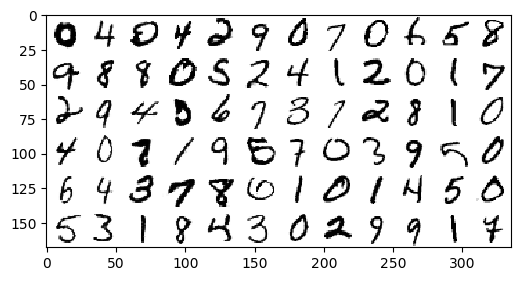 0
25
50
75
100
125
150
0 4 0 4 2 9 0 7 0 6 5 8
9 8 8 0 5 2 4 1 2 0 1 7
2 9 4 5 6 7 3 7 2 8 1 0
4 0 7 1 9 5 7 0 3 9 5 0
6 4 3 7 8 0 1 0 1 4 5 0
5 3 1 8 4 3 0 2 9 9 1 7
0 50 100 150 200 250 300